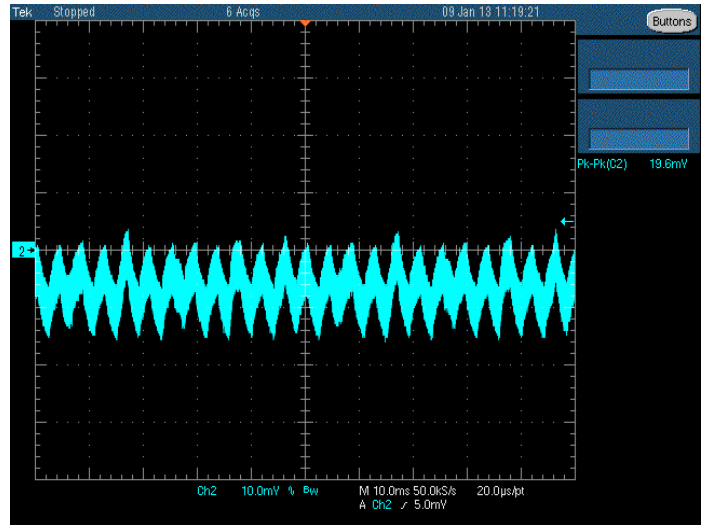 Tek Stopped 6 Acqs 09 Jan 13 11:19:21
Buttons
Pk-Pk(C2) 19.6mV
2
Ch2 10.0mV % Bw M 10.0ms 50.0kS/s 20.0µs/pt
A Ch2 5.0mV